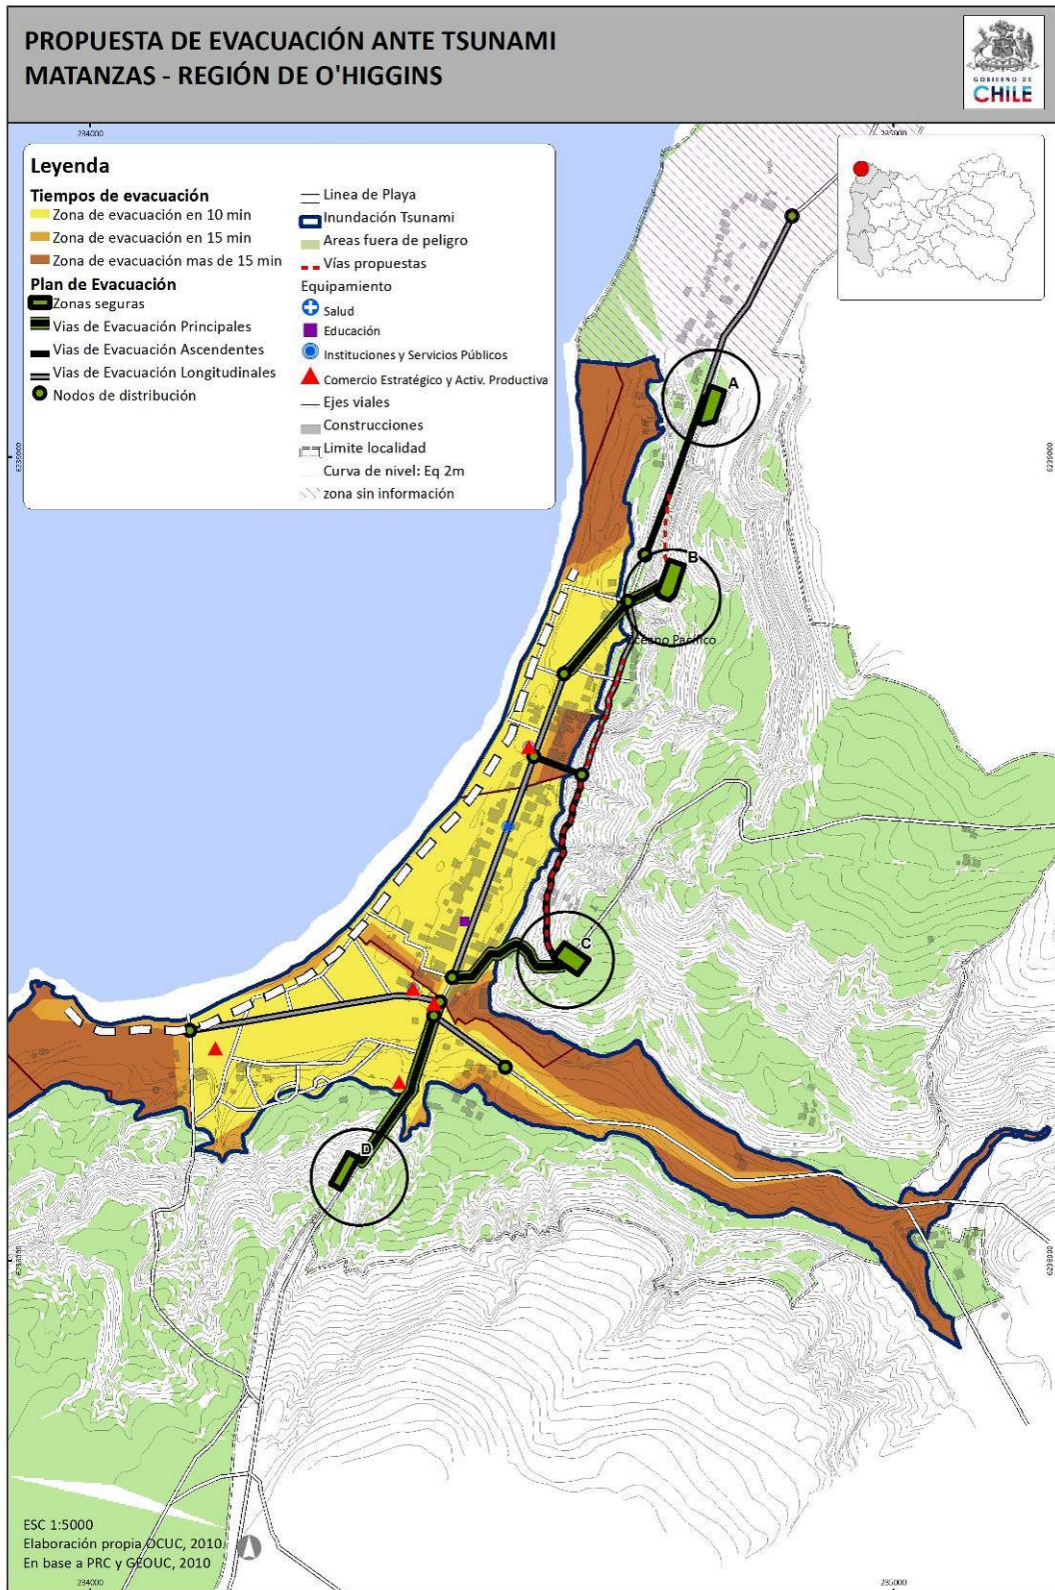 PROPUESTA DE EVACUACIÓN ANTE TSUNAMI
MATANZAS - REGIÓN DE O'HIGGINS
GOBIERNO DE
CHILE
234000
235000
Leyenda
Tiempos de evacuación
Zona de evacuación en 10 min
Zona de evacuación en 15 min
Zona de evacuación mas de 15 min
Plan de Evacuación
Zonas seguras
Vias de Evacuación Principales
Vias de Evacuación Ascendentes
Vias de Evacuación Longitudinales
Nodos de distribución
Linea de Playa
Inundación Tsunami
Areas fuera de peligro
Vías propuestas
Equipamiento
Salud
Educación
Instituciones y Servicios Públicos
Comercio Estratégico y Activ. Productiva
Ejes viales
Construcciones
Limite localidad
Curva de nivel: Eq 2m
zona sin información
A
6239000
6239000
B
Oceano Pacífico
C
D
6238000
6238000
ESC 1:5000
Elaboración propia OCUC, 2010.
En base a PRC y GEOUC, 2010
234000
235000